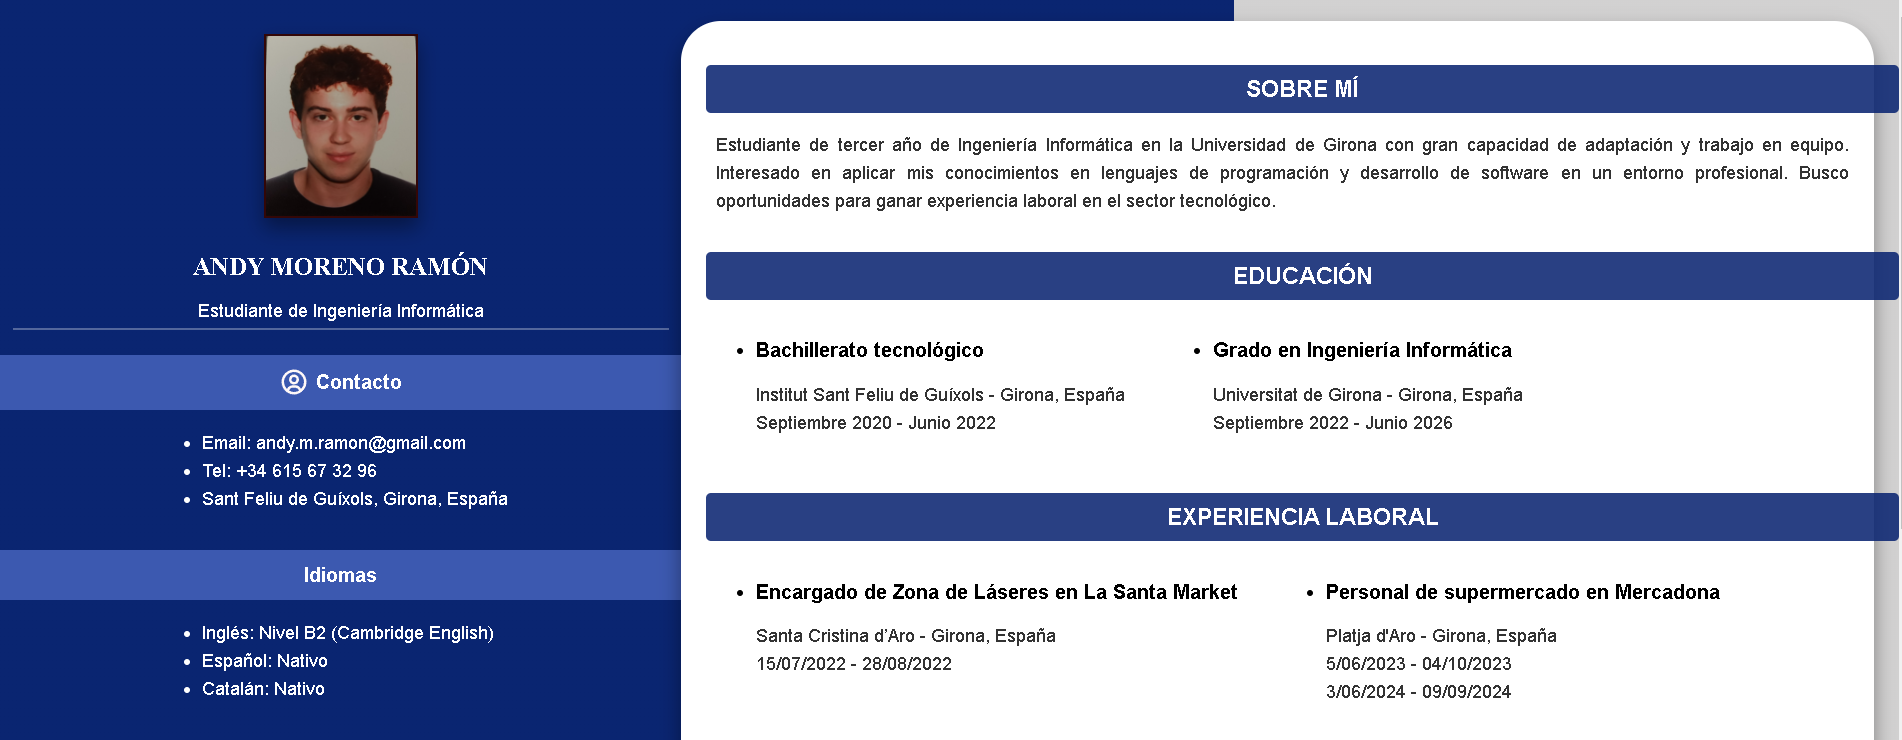 ANDY MORENO RAMÓN
Estudiante de Ingeniería Informática
Contacto
Email: andy.m.ramon@gmail.com
Tel: +34 615 67 32 96
Sant Feliu de Guíxols, Girona, España
Idiomas
Inglés: Nivel B2 (Cambridge English)
Español: Nativo
Catalán: Nativo
SOBRE MÍ
Estudiante de tercer año de Ingeniería Informática en la Universidad de Girona con gran capacidad de adaptación y trabajo en equipo.
Interesado en aplicar mis conocimientos en lenguajes de programación y desarrollo de software en un entorno profesional. Busco
oportunidades para ganar experiencia laboral en el sector tecnológico.
EDUCACIÓN
Bachillerato tecnológico
Institut Sant Feliu de Guíxols - Girona, España
Septiembre 2020 - Junio 2022
Grado en Ingeniería Informática
Universitat de Girona - Girona, España
Septiembre 2022 - Junio 2026
EXPERIENCIA LABORAL
Encargado de Zona de Láseres en La Santa Market
Santa Cristina d’Aro - Girona, España
15/07/2022 - 28/08/2022
Personal de supermercado en Mercadona
Platja d'Aro - Girona, España
5/06/2023 - 04/10/2023
3/06/2024 - 09/09/2024